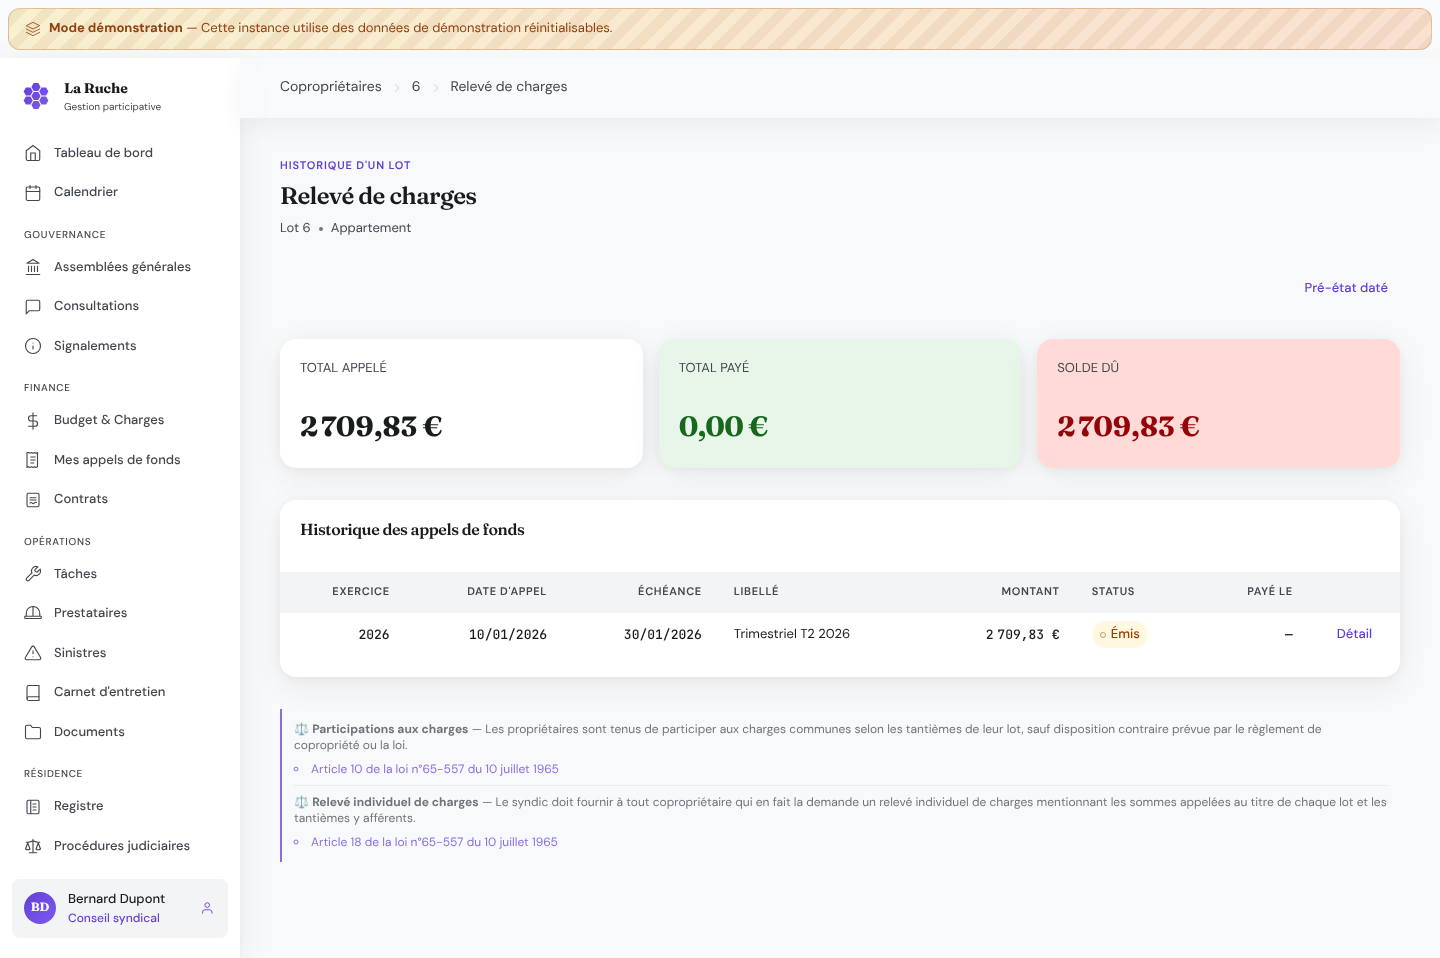 Mode démonstration — Cette instance utilise des données de démonstration réinitialisables.
La Ruche
Gestion participative
Tableau de bord
Calendrier
GOUVERNANCE
Assemblées générales
Consultations
Signalements
FINANCE
Budget & Charges
Mes appels de fonds
Contrats
OPÉRATIONS
Tâches
Prestataires
Sinistres
Carnet d'entretien
Documents
RÉSIDENCE
Registre
Procédures judiciaires
BD
Bernard Dupont
Conseil syndical
Copropriétaires > 6 > Relevé de charges
HISTORIQUE D'UN LOT
Relevé de charges
Lot 6 • Appartement
Pré-état daté
TOTAL APPELÉ
2 709,83 €
TOTAL PAYÉ
0,00 €
SOLDE DÛ
2 709,83 €
Historique des appels de fonds
EXERCICE DATE D'APPEL ÉCHÉANCE LIBELLÉ MONTANT STATUS PAYÉ LE
2026 10/01/2026 30/01/2026 Trimestriel T2 2026 2 709,83 € ○ Émis — Détail
⚖️ Participations aux charges — Les propriétaires sont tenus de participer aux charges communes selon les tantièmes de leur lot, sauf disposition contraire prévue par le règlement de
copropriété ou la loi.
Article 10 de la loi n°65-557 du 10 juillet 1965
⚖️ Relevé individuel de charges — Le syndic doit fournir à tout copropriétaire qui en fait la demande un relevé individuel de charges mentionnant les sommes appelées au titre de chaque lot et les
tantièmes y afférents.
Article 18 de la loi n°65-557 du 10 juillet 1965